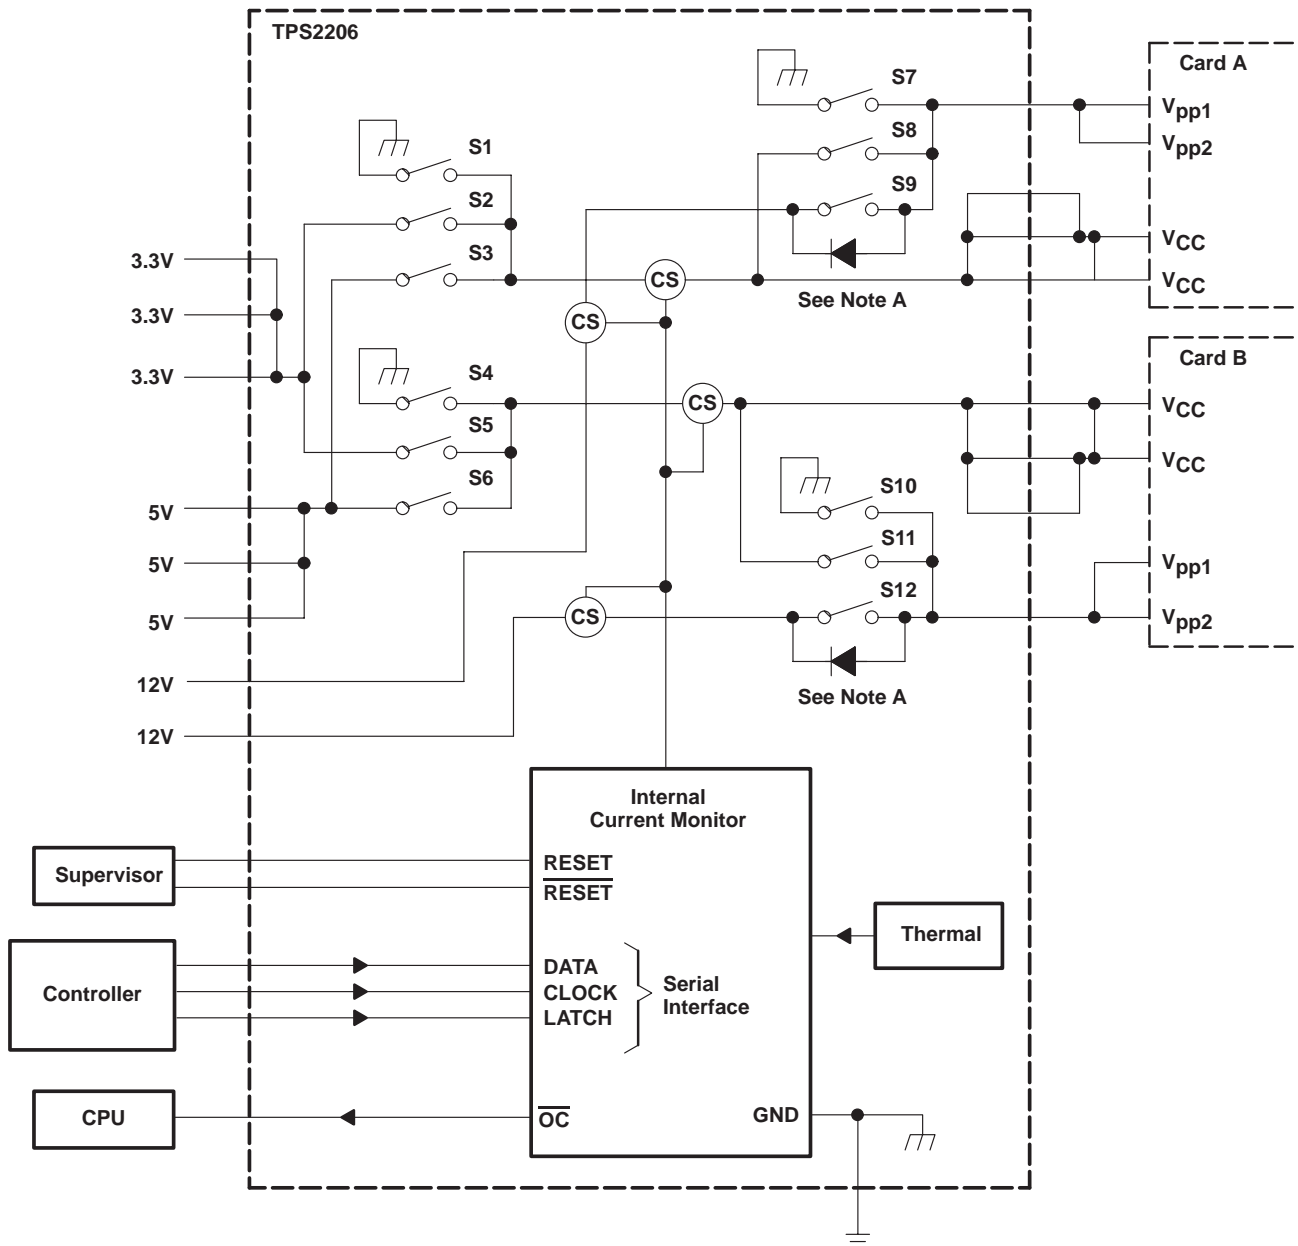 TPS2206
Card A
S7
Vpp1
S8
Vpp2
S1
S9
S2
VCC
3.3V
S3
CS
VCC
See Note A
3.3V
CS
Card B
3.3V
S4
CS
VCC
S5
VCC
S6
S10
5V
S11
5V
Vpp1
S12
5V
CS
Vpp2
12V
See Note A
12V
Internal
Current Monitor
Supervisor
RESET
RESET
Thermal
Controller
DATA
CLOCK
LATCH
Serial
Interface
CPU
OC
GND